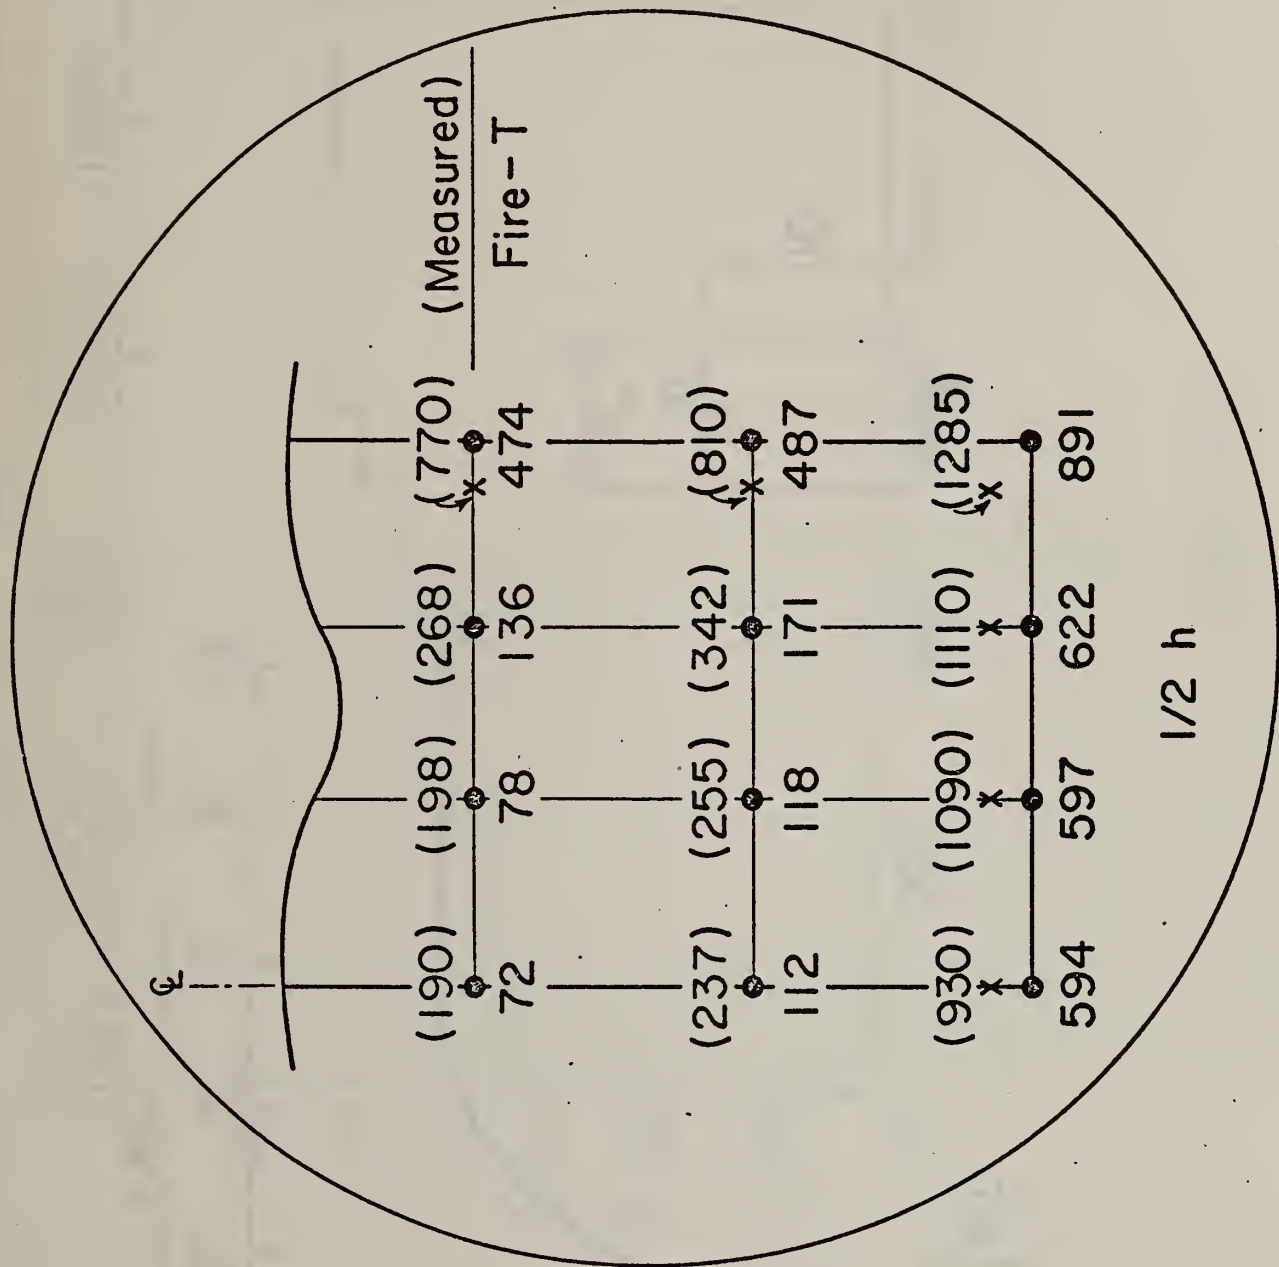 ℄
(190) (198) (268) (770) (Measured)
72 78 136 474 Fire-T
(237) (255) (342) (810)
112 118 171 487
(930) (1090) (1110) (1285)
594 597 622 891
1/2 h